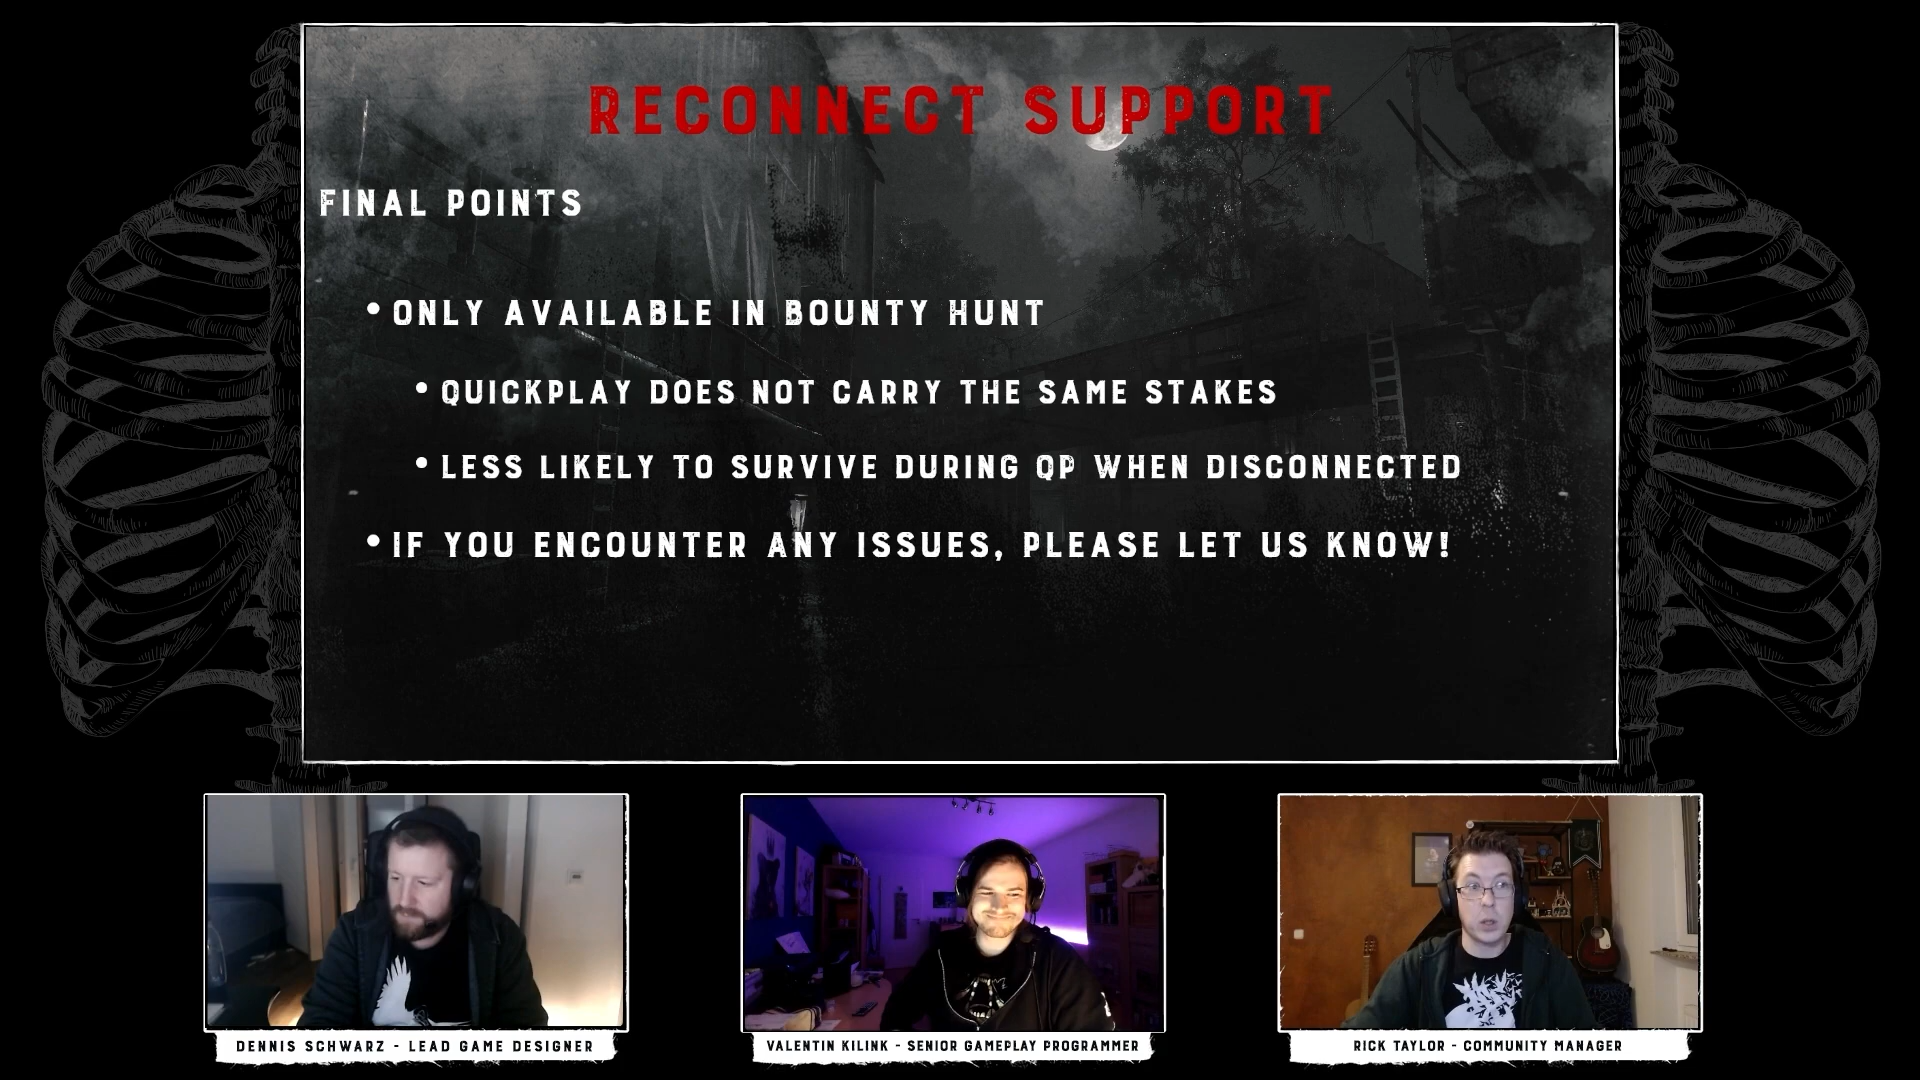 RECONNECT SUPPORT
FINAL POINTS
• ONLY AVAILABLE IN BOUNTY HUNT
• QUICKPLAY DOES NOT CARRY THE SAME STAKES
• LESS LIKELY TO SURVIVE DURING QP WHEN DISCONNECTED
• IF YOU ENCOUNTER ANY ISSUES, PLEASE LET US KNOW!
DENNIS SCHWARZ - LEAD GAME DESIGNER
VALENTIN KILINK - SENIOR GAMEPLAY PROGRAMMER
RICK TAYLOR - COMMUNITY MANAGER